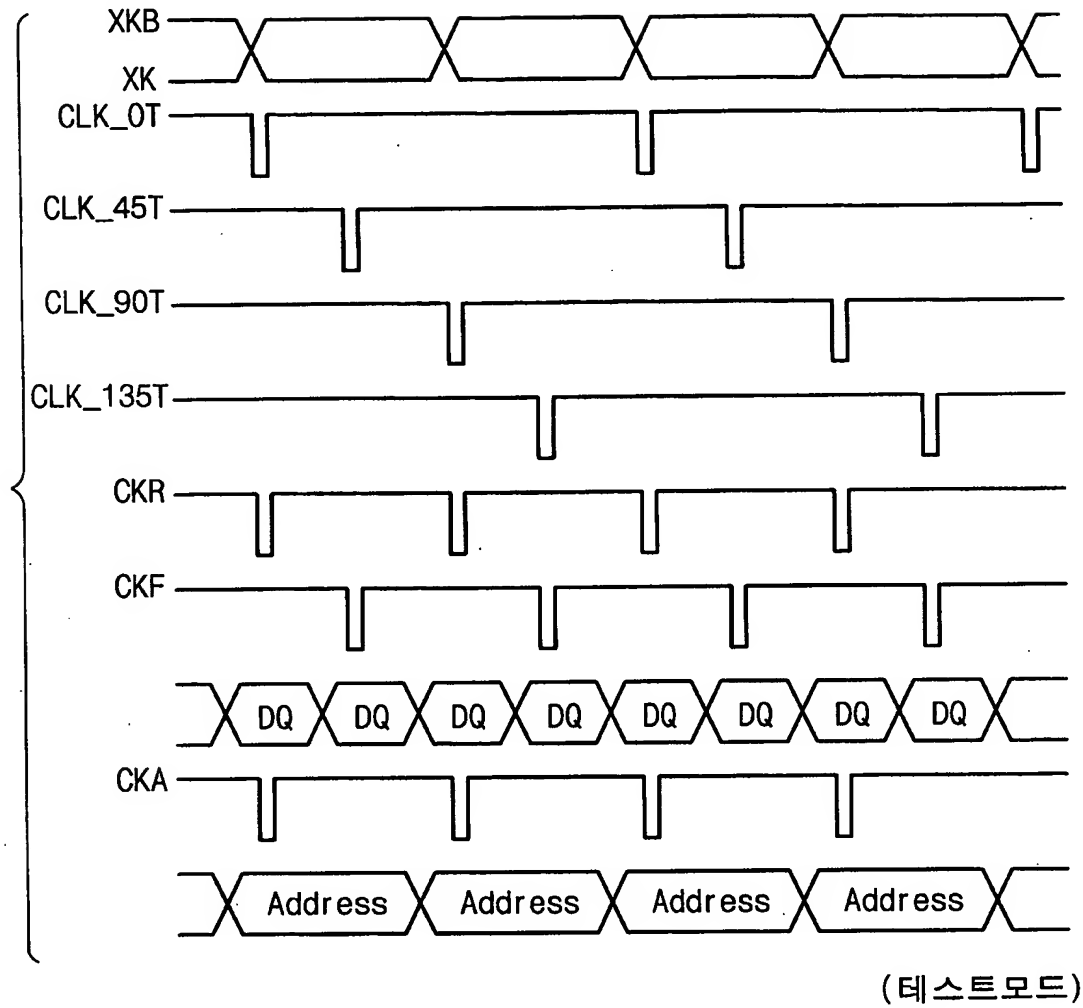 XKB
XK
CLK_0T
CLK_45T
CLK_90T
CLK_135T
CKR
CKF
DQ DQ DQ DQ DQ DQ DQ DQ
CKA
Address Address Address Address
(테스트모드)